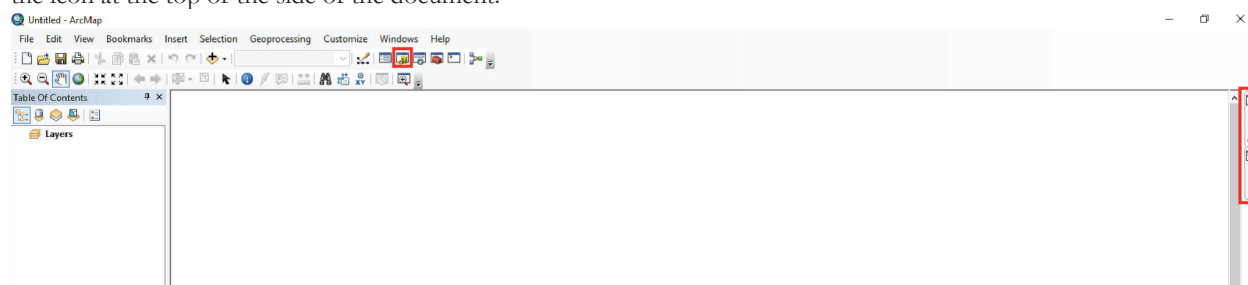 the icon at the top or the side of the document.
Untitled - ArcMap
File Edit View Bookmarks Insert Selection Geoprocessing Customize Windows Help
Table Of Contents
Layers